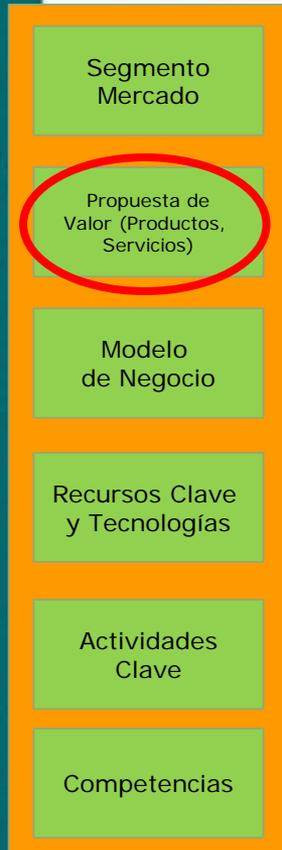 Segmento
Mercado
Propuesta de
Valor (Productos,
Servicios)
Modelo
de Negocio
Recursos Clave
y Tecnologías
Actividades
Clave
Competencias